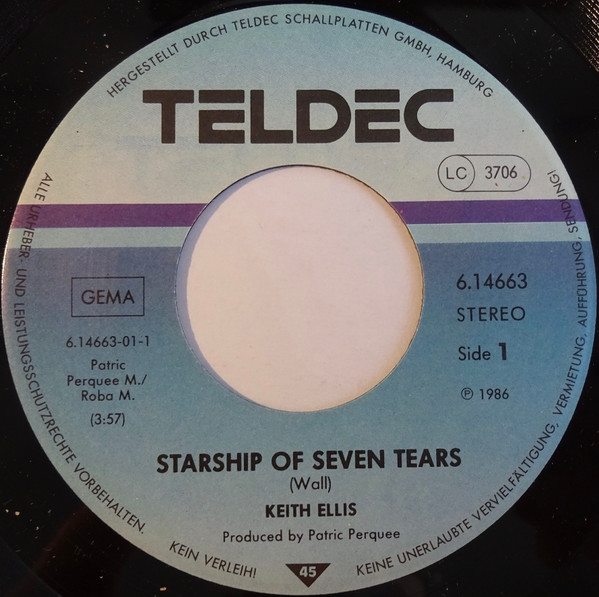 HERGESTELLT DURCH TELDEC SCHALLPLATTEN GMBH, HAMBURG
TELDEC
LC 3706
GEMA
6.14663-01-1
Patric
Perquee M./
Roba M.
(3:57)
6.14663
STEREO
Side 1
℗ 1986
STARSHIP OF SEVEN TEARS
(Wall)
KEITH ELLIS
Produced by Patric Perquee
45
ALLE URHEBER- UND LEISTUNGSSCHUTZRECHTE VORBEHALTEN.
KEIN VERLEIH!
KEINE UNERLAUBTE VERVIELFÄLTIGUNG, VERMIETUNG, AUFFÜHRUNG, SENDUNG!